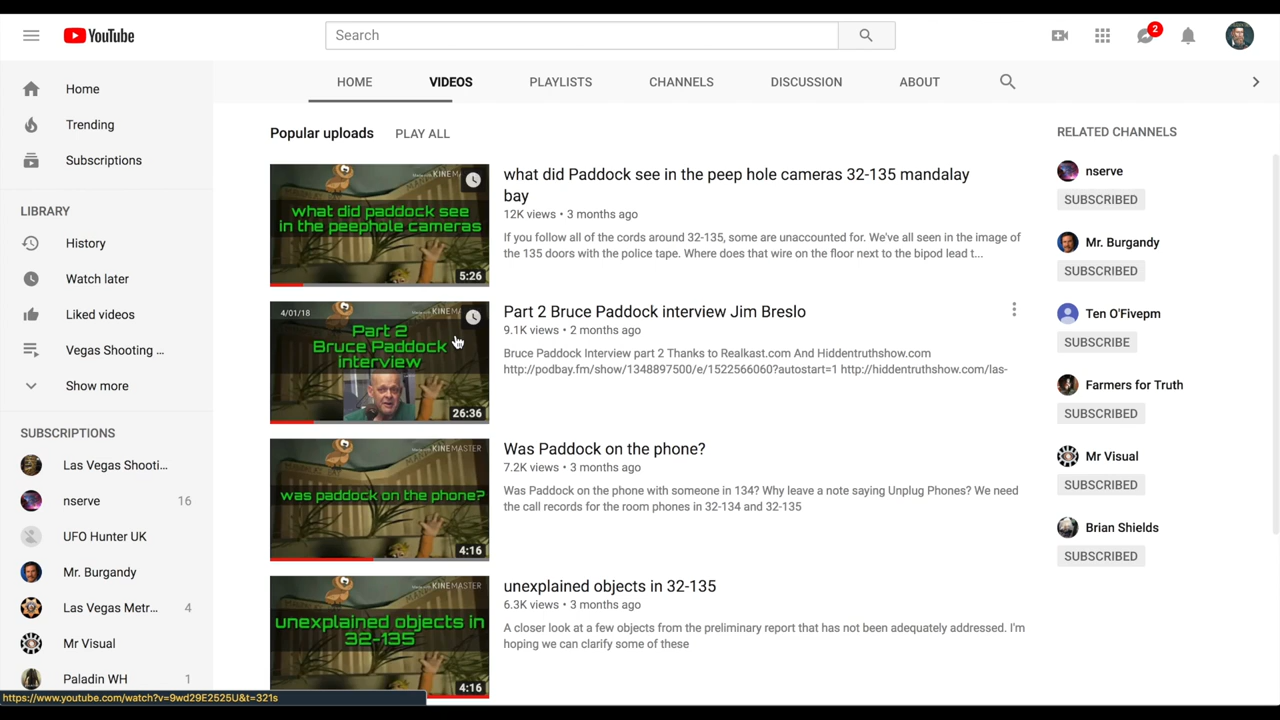 YouTube
Search
2
HOME VIDEOS PLAYLISTS CHANNELS DISCUSSION ABOUT
Home
Trending
Subscriptions
LIBRARY
History
Watch later
Liked videos
Vegas Shooting ...
Show more
SUBSCRIPTIONS
Las Vegas Shooti...
nserve 16
UFO Hunter UK
Mr. Burgandy
Las Vegas Metr... 4
Mr Visual
Paladin WH 1
https://www.youtube.com/watch?v=9wd29E2525U&t=321s
Popular uploads PLAY ALL
what did paddock see
in the peephole cameras
5:26
what did Paddock see in the peep hole cameras 32-135 mandalay
bay
12K views • 3 months ago
If you follow all of the cords around 32-135, some are unaccounted for. We've all seen in the image of
the 135 doors with the police tape. Where does that wire on the floor next to the bipod lead t...
4/01/18
Part 2
Bruce Paddock
interview
26:36
Part 2 Bruce Paddock interview Jim Breslo
9.1K views • 2 months ago
Bruce Paddock Interview part 2 Thanks to Realkast.com And Hiddentruthshow.com
http://podbay.fm/show/1348897500/e/1522566060?autostart=1 http://hiddentruthshow.com/las-
KINEMASTER
was paddock on the phone?
4:16
Was Paddock on the phone?
7.2K views • 3 months ago
Was Paddock on the phone with someone in 134? Why leave a note saying Unplug Phones? We need
the call records for the room phones in 32-134 and 32-135
KINEMASTER
unexplained objects in
32-135
4:16
unexplained objects in 32-135
6.3K views • 3 months ago
A closer look at a few objects from the preliminary report that has not been adequately addressed. I'm
hoping we can clarify some of these
RELATED CHANNELS
nserve
SUBSCRIBED
Mr. Burgandy
SUBSCRIBED
Ten O'Fivepm
SUBSCRIBE
Farmers for Truth
SUBSCRIBED
Mr Visual
SUBSCRIBED
Brian Shields
SUBSCRIBED